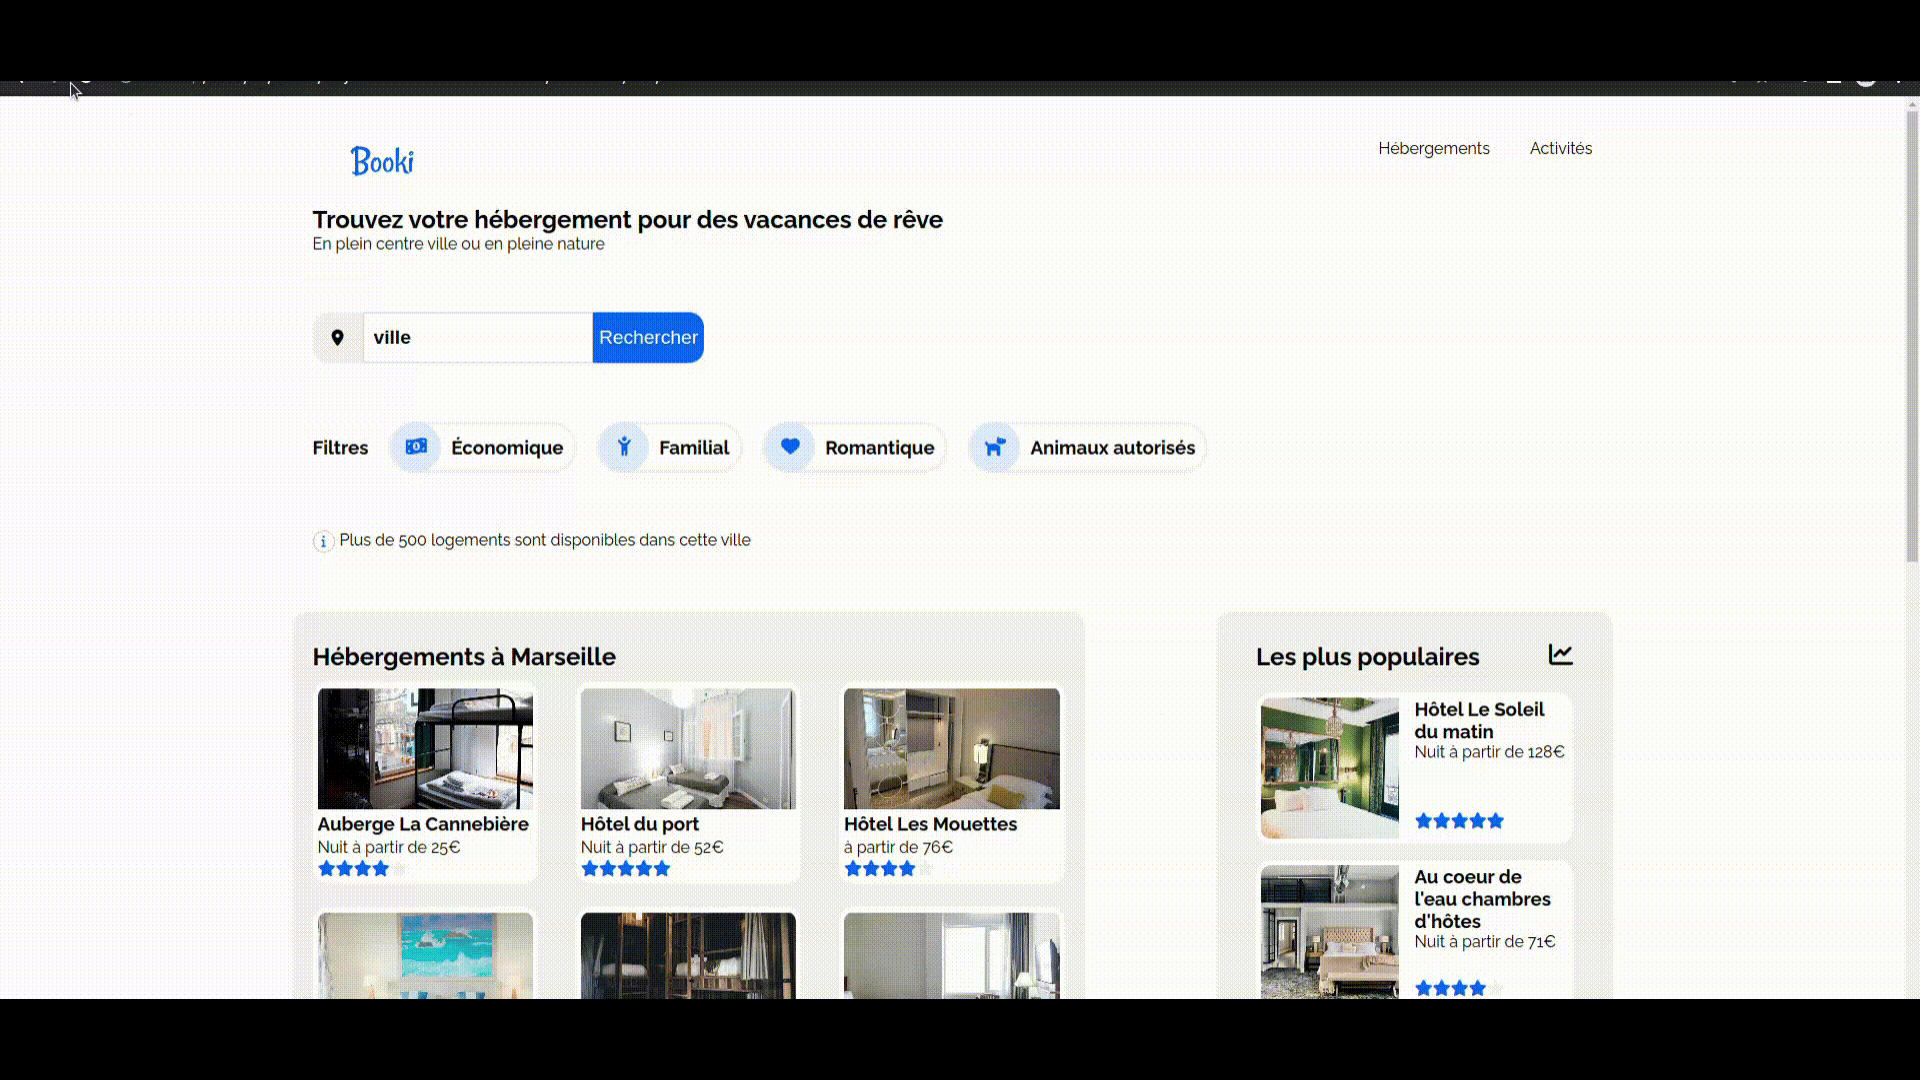 Booki
Hébergements
Activités
Trouvez votre hébergement pour des vacances de rêve
En plein centre ville ou en pleine nature
ville
Rechercher
Filtres
Économique
Familial
Romantique
Animaux autorisés
Plus de 500 logements sont disponibles dans cette ville
Hébergements à Marseille
Auberge La Cannebière
Nuit à partir de 25€
Hôtel du port
Nuit à partir de 52€
Hôtel Les Mouettes
à partir de 76€
Les plus populaires
Hôtel Le Soleil
du matin
Nuit à partir de 128€
Au coeur de
l'eau chambres
d'hôtes
Nuit à partir de 71€